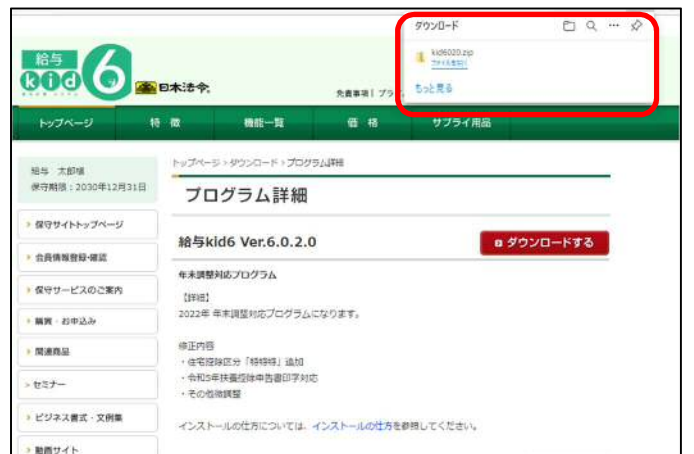 ダウンロード
kid6020.zip
ファイルを開く
もっと見る
給与
kid6
日本法令
免責事項 | プラ
トップページ
特 徴
機能一覧
価 格
サプライ用品
給与 太郎様
保守期限：2030年12月31日
トップページ > ダウンロード > プログラム詳細
プログラム詳細
保守サイトトップページ
会員情報登録・確認
保守サービスのご案内
購買・お申込み
関連商品
セミナー
ビジネス書式・文例集
動画サイト
給与kid6 Ver.6.0.2.0
ダウンロードする
年末調整対応プログラム
【詳細】
2022年 年末調整対応プログラムになります。
修正内容
・住宅控除区分「特特特」追加
・令和5年扶養控除申告書印字対応
・その他微調整
インストールの仕方については、インストールの仕方を参照してください。